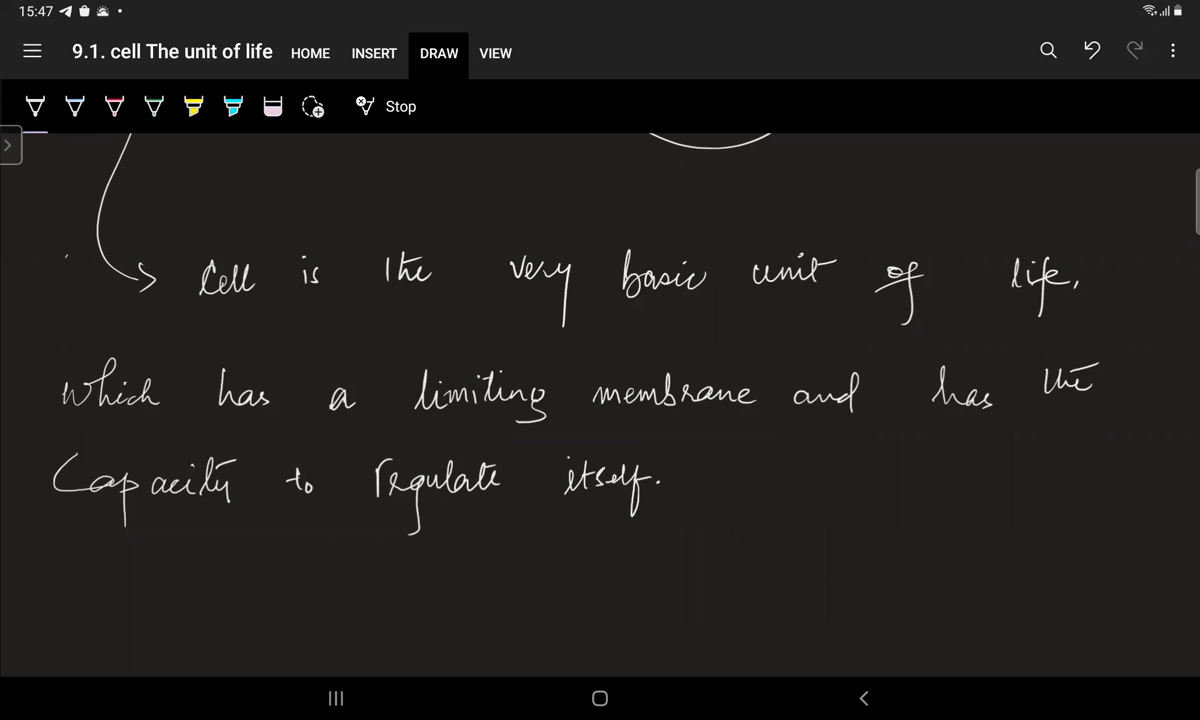 15:47
9.1. cell The unit of life HOME INSERT DRAW VIEW
Stop
Cell is the very basic unit of life,
which has a limiting membrane and has the
Capacity to regulate itself.